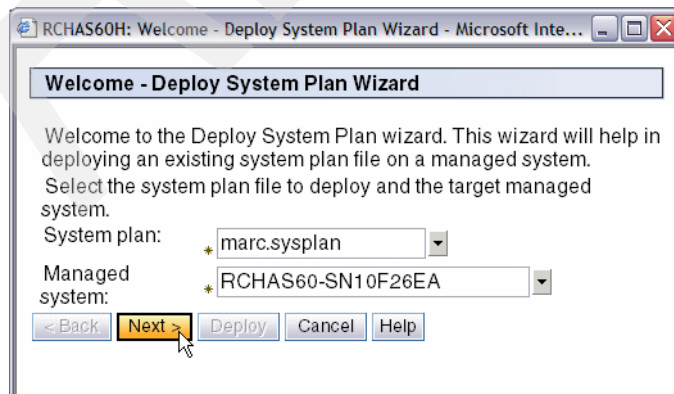 RCHAS60H: Welcome - Deploy System Plan Wizard - Microsoft Inte...
Welcome - Deploy System Plan Wizard
Welcome to the Deploy System Plan wizard. This wizard will help in
deploying an existing system plan file on a managed system.
Select the system plan file to deploy and the target managed
system.
System plan: * marc.sysplan
Managed
system: * RCHAS60-SN10F26EA
< Back Next > Deploy Cancel Help